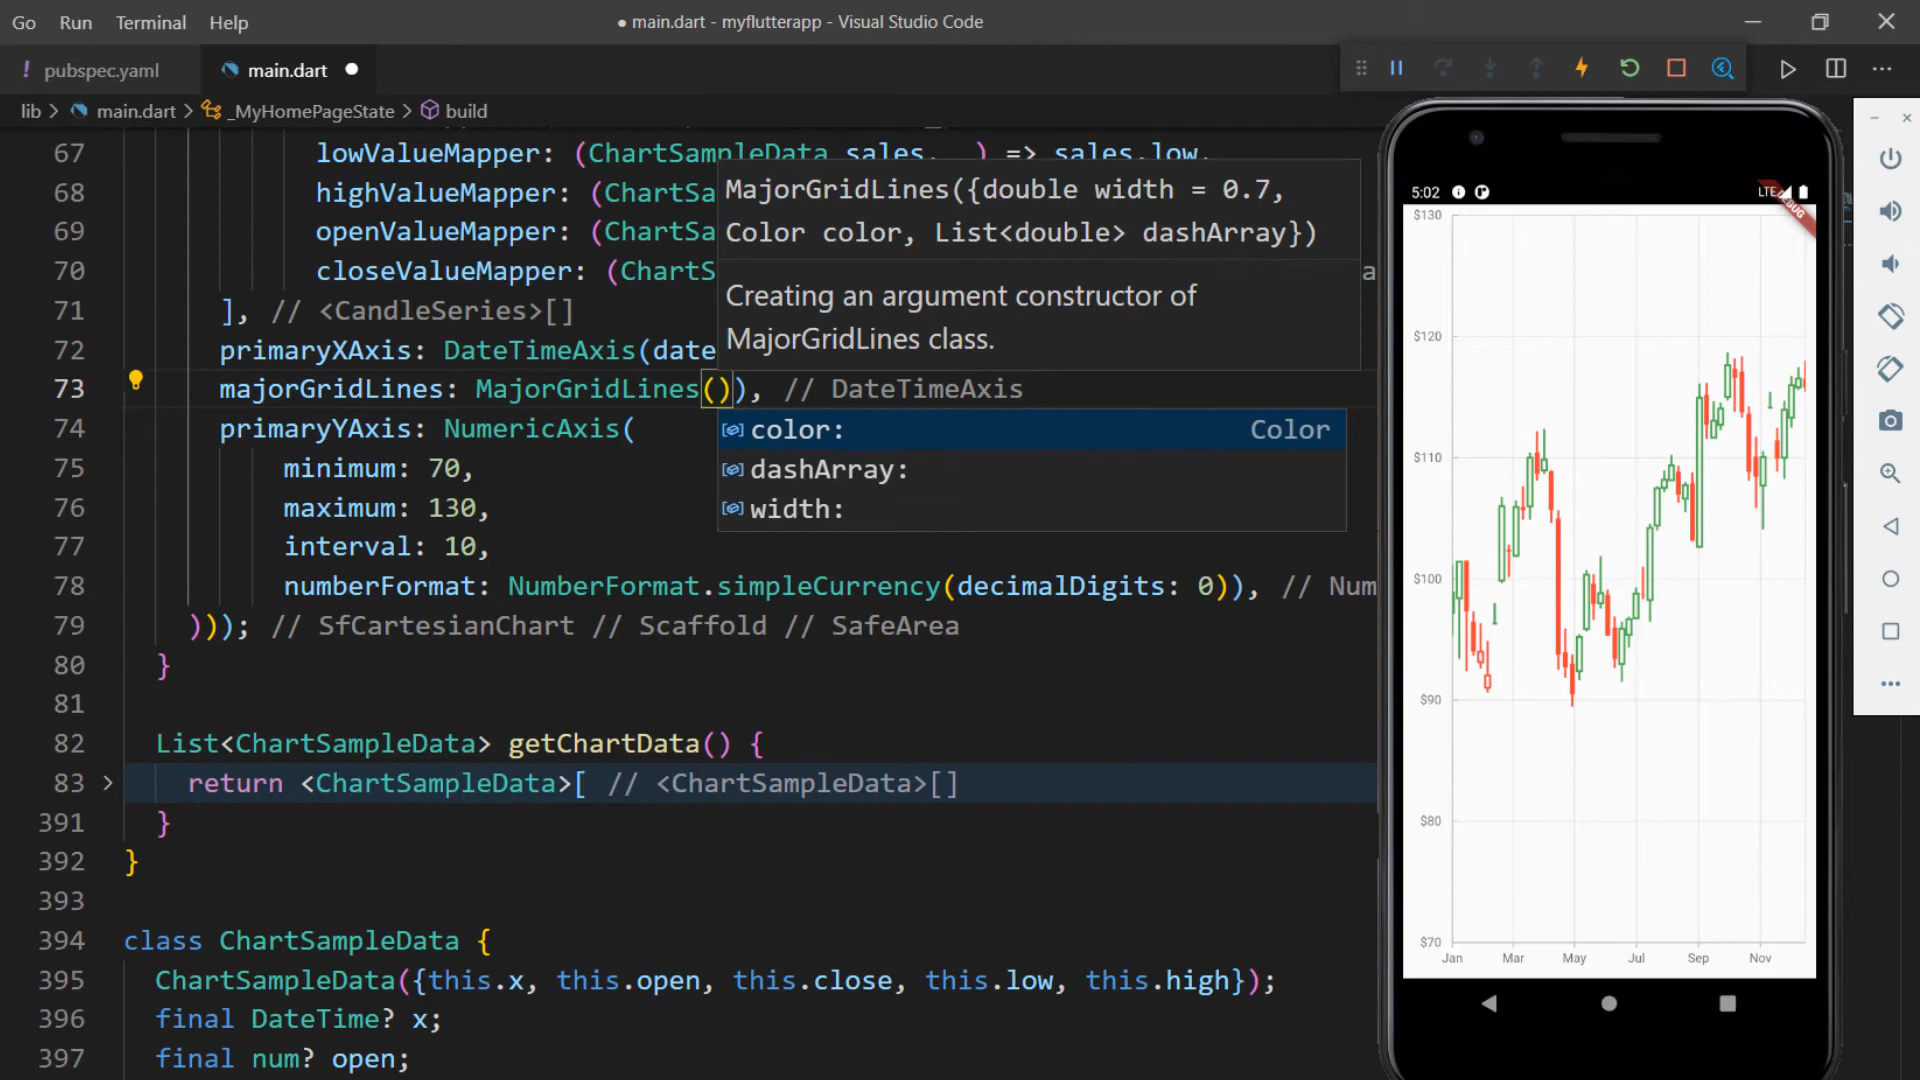 Go Run Terminal Help
● main.dart - myflutterapp - Visual Studio Code
! pubspec.yaml
main.dart ●
lib > main.dart > _MyHomePageState > build
67 lowValueMapper: (ChartSampleData sales, _) => sales.low,
68 highValueMapper: (ChartSa
69 openValueMapper: (ChartSa
70 closeValueMapper: (ChartS
71 ], // <CandleSeries>[]
72 primaryXAxis: DateTimeAxis(date
73 majorGridLines: MajorGridLines()), // DateTimeAxis
74 primaryYAxis: NumericAxis(
75 minimum: 70,
76 maximum: 130,
77 interval: 10,
78 numberFormat: NumberFormat.simpleCurrency(decimalDigits: 0)), // Num
79 ))); // SfCartesianChart // Scaffold // SafeArea
80 }
81
82 List<ChartSampleData> getChartData() {
83 return <ChartSampleData>[ // <ChartSampleData>[]
391 }
392 }
393
394 class ChartSampleData {
395 ChartSampleData({this.x, this.open, this.close, this.low, this.high});
396 final DateTime? x;
397 final num? open;
MajorGridLines({double width = 0.7,
Color color, List<double> dashArray})
Creating an argument constructor of
MajorGridLines class.
color: Color
dashArray:
width:
5:02
LTE
DEBUG
$130
$120
$110
$100
$90
$80
$70
Jan Mar May Jul Sep Nov